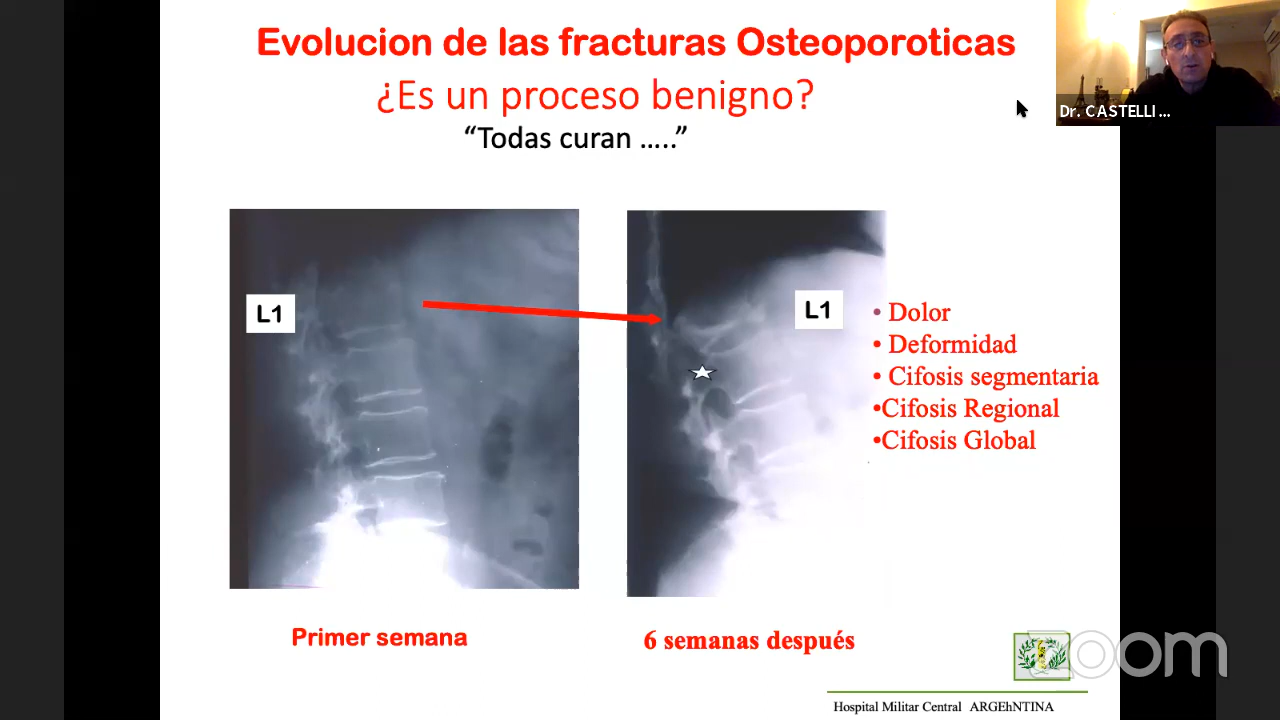 Evolucion de las fracturas Osteoporoticas
¿Es un proceso benigno?
“Todas curan …..”
Dr. CASTELLI ...
L1
L1
• Dolor
• Deformidad
• Cifosis segmentaria
•Cifosis Regional
•Cifosis Global
Primer semana
6 semanas después
zoom
Hospital Militar Central ARGEhNTINA